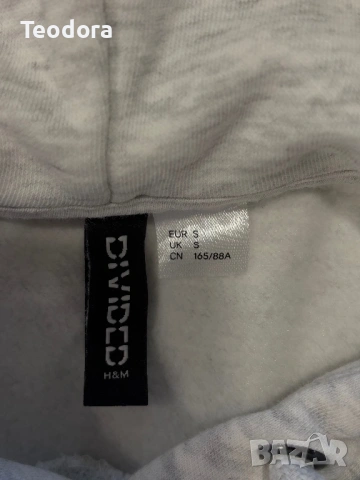 Teodora
DIVIDED
H&M
EUR S
UK S
CN 165/88A
BAZAR